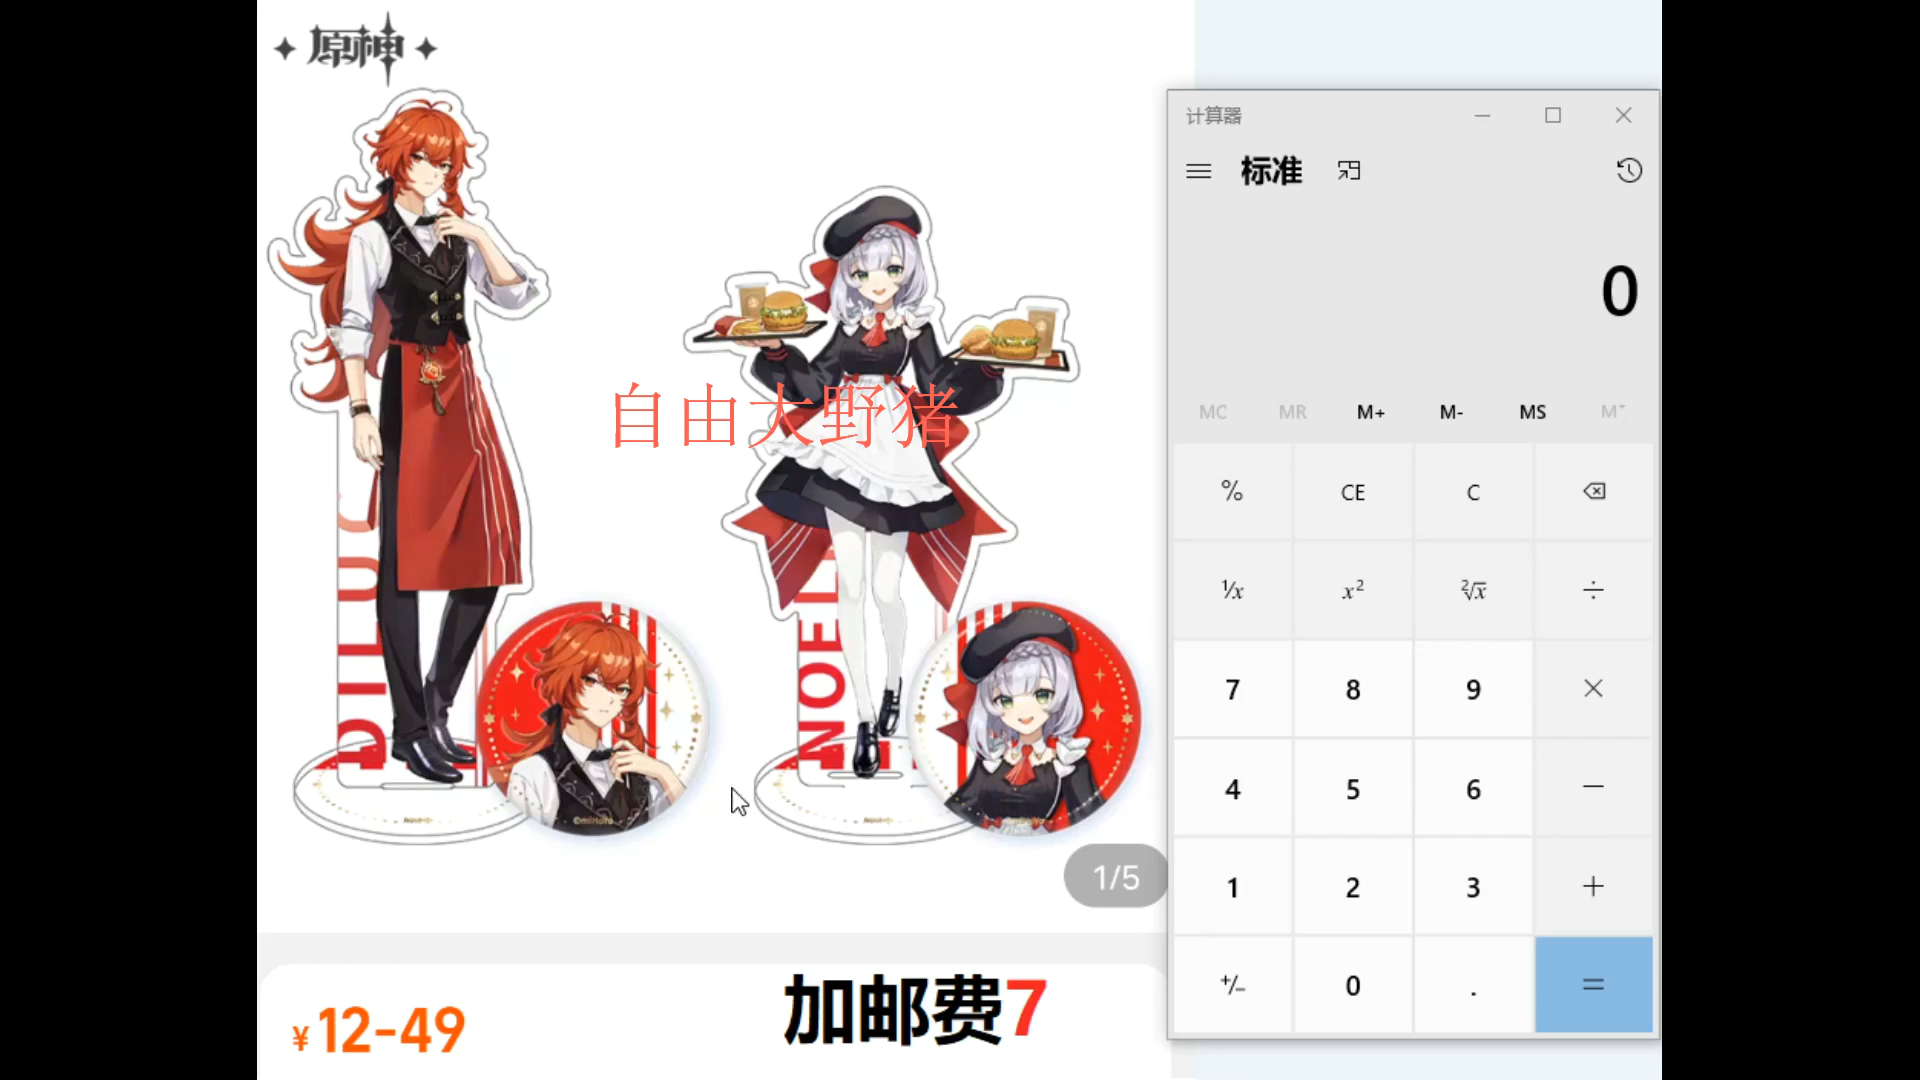 原神
DILUC
NOEL
自由大野猪
©miHoYo
1/5
¥12-49
加邮费7
计算器
标准
0
MC MR M+ M- MS M˅
% CE C
¹/x x² ²√x ÷
7 8 9 ×
4 5 6 −
1 2 3 +
+/− 0 . =